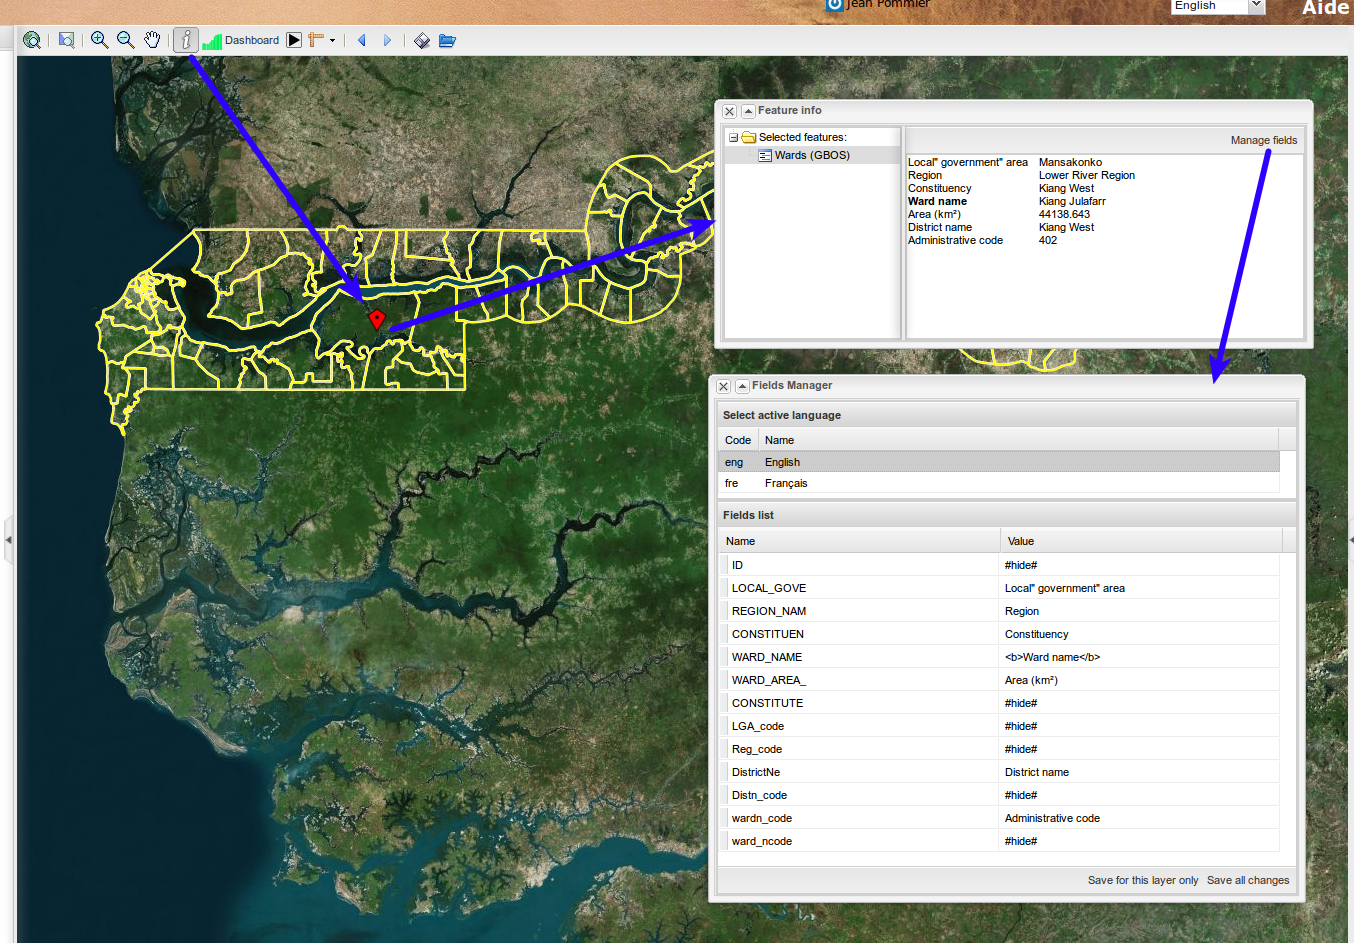 Jean Pommier
English
Aide
Dashboard
Feature info
Selected features:
Wards (GBOS)
Manage fields
Local" government" area Mansakonko
Region Lower River Region
Constituency Kiang West
Ward name Kiang Julafarr
Area (km²) 44138.643
District name Kiang West
Administrative code 402
Fields Manager
Select active language
Code Name
eng English
fre Français
Fields list
Name Value
ID #hide#
LOCAL_GOVE Local" government" area
REGION_NAM Region
CONSTITUEN Constituency
WARD_NAME <b>Ward name</b>
WARD_AREA_ Area (km²)
CONSTITUTE #hide#
LGA_code #hide#
Reg_code #hide#
DistrictNe District name
Distn_code #hide#
wardn_code Administrative code
ward_ncode #hide#
Save for this layer only Save all changes